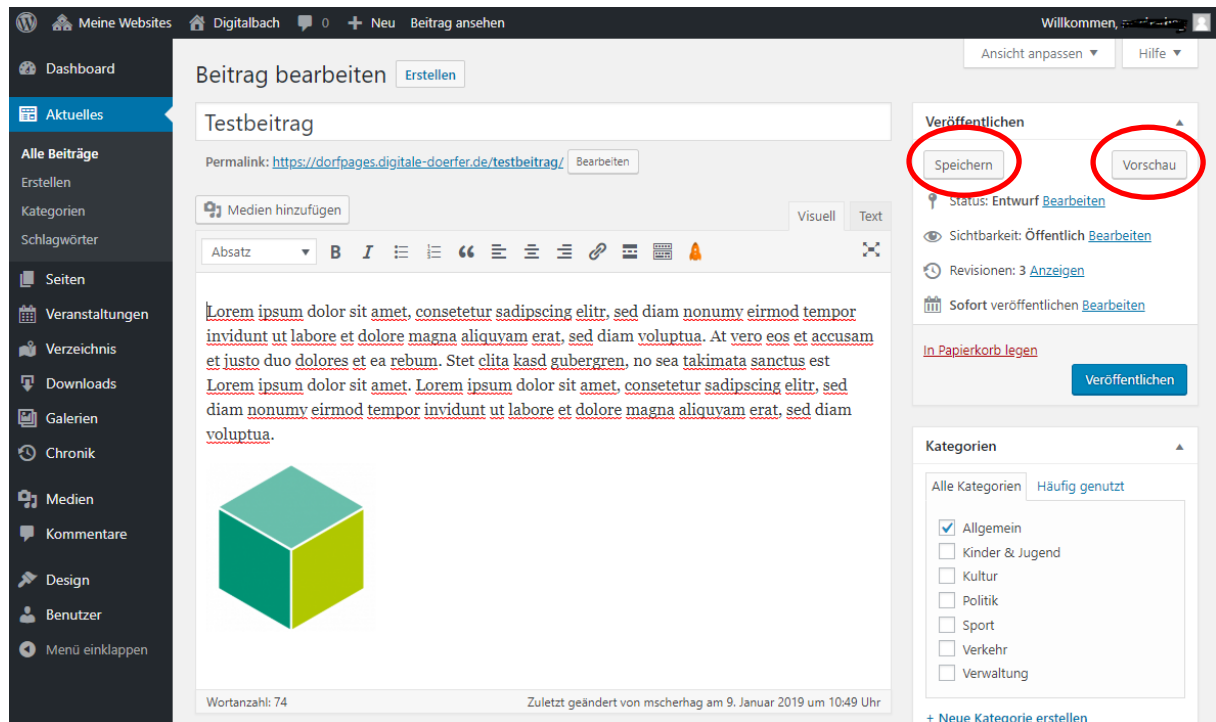 Meine Websites Digitalbach 0 Neu Beitrag ansehen Willkommen,
Ansicht anpassen Hilfe
Dashboard
Aktuelles
Alle Beiträge
Erstellen
Kategorien
Schlagwörter
Seiten
Veranstaltungen
Verzeichnis
Downloads
Galerien
Chronik
Medien
Kommentare
Design
Benutzer
Menü einklappen
Beitrag bearbeiten Erstellen
Testbeitrag
Permalink: https://dorfpages.digitale-doerfer.de/testbeitrag/ Bearbeiten
Medien hinzufügen Visuell Text
Absatz B I
Lorem ipsum dolor sit amet, consetetur sadipscing elitr, sed diam nonumy eirmod tempor
invidunt ut labore et dolore magna aliquyam erat, sed diam voluptua. At vero eos et accusam
et justo duo dolores et ea rebum. Stet clita kasd gubergren, no sea takimata sanctus est
Lorem ipsum dolor sit amet. Lorem ipsum dolor sit amet, consetetur sadipscing elitr, sed
diam nonumy eirmod tempor invidunt ut labore et dolore magna aliquyam erat, sed diam
voluptua.
Wortanzahl: 74 Zuletzt geändert von mscherhag am 9. Januar 2019 um 10:49 Uhr
Veröffentlichen
Speichern Vorschau
Status: Entwurf Bearbeiten
Sichtbarkeit: Öffentlich Bearbeiten
Revisionen: 3 Anzeigen
Sofort veröffentlichen Bearbeiten
In Papierkorb legen
Veröffentlichen
Kategorien
Alle Kategorien Häufig genutzt
Allgemein
Kinder & Jugend
Kultur
Politik
Sport
Verkehr
Verwaltung
+ Neue Kategorie erstellen